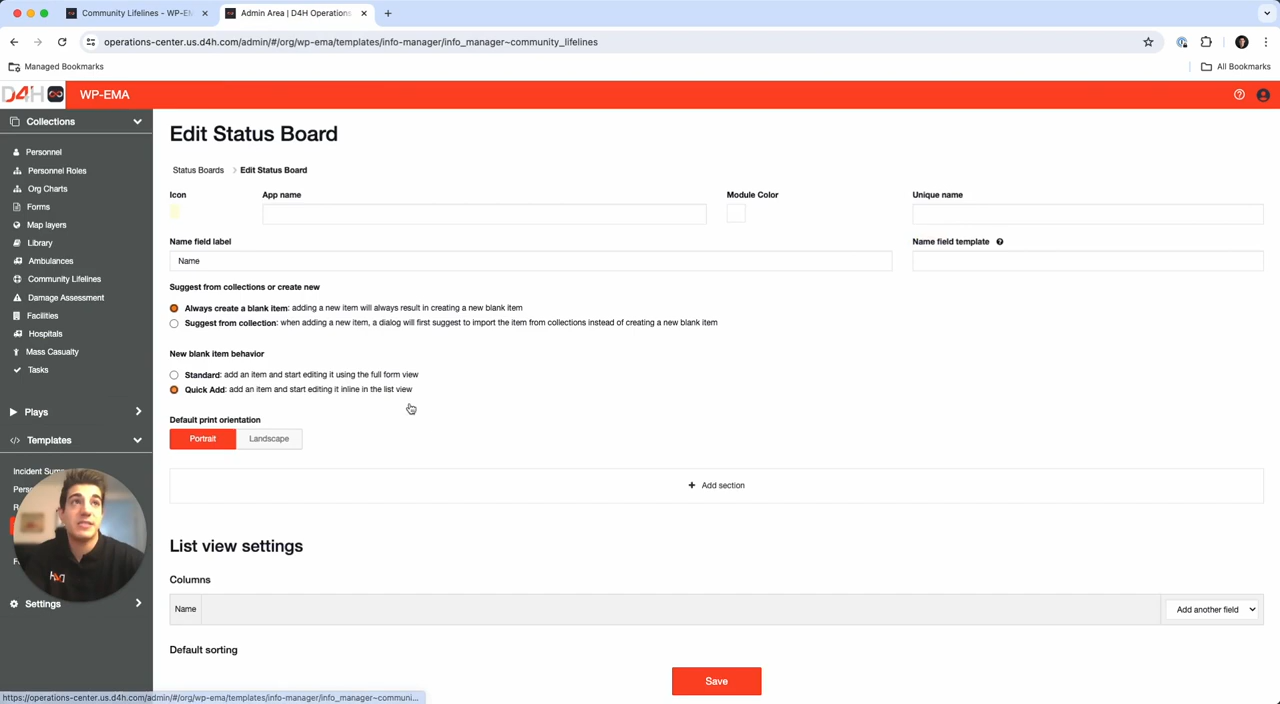 Community Lifelines - WP-EM
Admin Area | D4H Operations
operations-center.us.d4h.com/admin/#/org/wp-ema/templates/info-manager/info_manager~community_lifelines
Managed Bookmarks
All Bookmarks
D4H
WP-EMA
Collections
Personnel
Personnel Roles
Org Charts
Forms
Map layers
Library
Ambulances
Community Lifelines
Damage Assessment
Facilities
Hospitals
Mass Casualty
Tasks
Plays
Templates
Incident Sum
Settings
Edit Status Board
Status Boards > Edit Status Board
Icon App name Module Color Unique name
Name field label Name field template
Name
Suggest from collections or create new
Always create a blank item: adding a new item will always result in creating a new blank item
Suggest from collection: when adding a new item, a dialog will first suggest to import the item from collections instead of creating a new blank item
New blank item behavior
Standard: add an item and start editing it using the full form view
Quick Add: add an item and start editing it inline in the list view
Default print orientation
Portrait Landscape
+ Add section
List view settings
Columns
Name Add another field
Default sorting
Save
https://operations-center.us.d4h.com/admin/#/org/wp-ema/templates/info-manager/info_manager~communi...